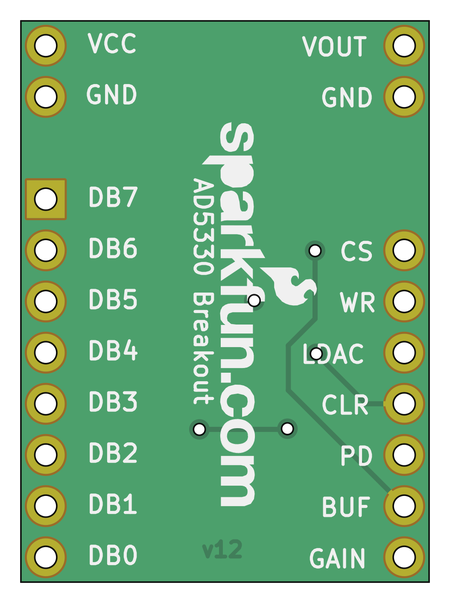 VCC
VOUT
GND
GND
sparkfun.com
AD5330 Breakout
DB7
DB6
CS
DB5
WR
DB4
LDAC
DB3
CLR
DB2
PD
DB1
BUF
v12
DB0
GAIN